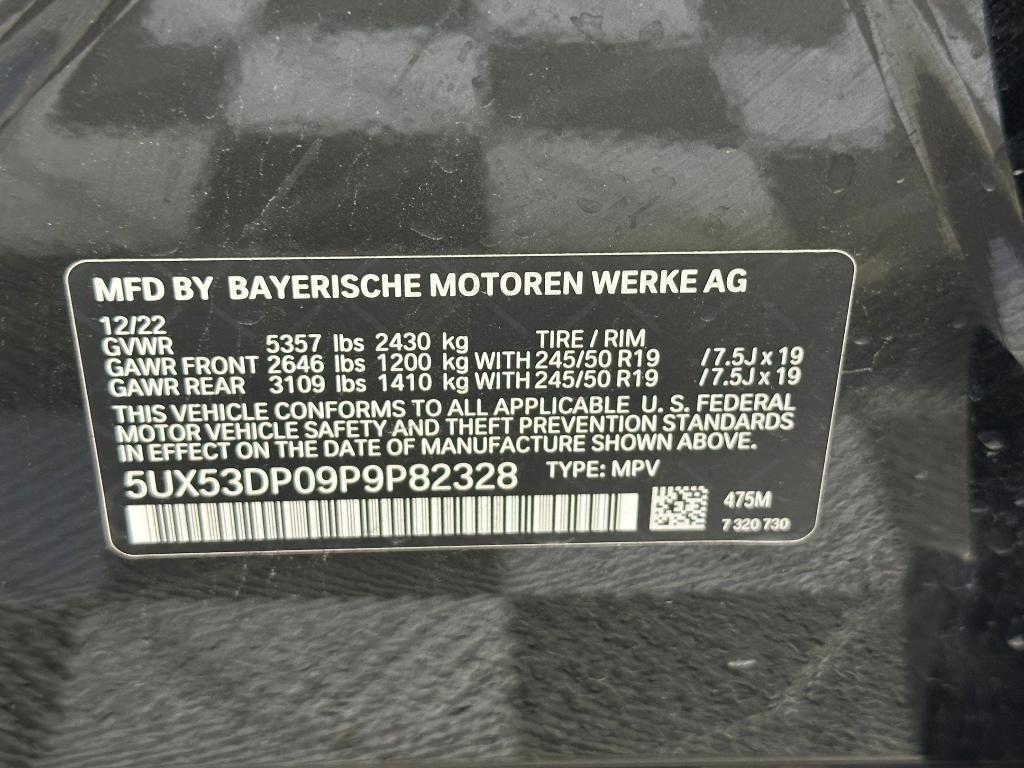 MFD BY BAYERISCHE MOTOREN WERKE AG
12/22
GVWR 5357 lbs 2430 kg TIRE / RIM
GAWR FRONT 2646 lbs 1200 kg WITH 245/50 R19 /7.5J x 19
GAWR REAR 3109 lbs 1410 kg WITH 245/50 R19 /7.5J x 19
THIS VEHICLE CONFORMS TO ALL APPLICABLE U. S. FEDERAL
MOTOR VEHICLE SAFETY AND THEFT PREVENTION STANDARDS
IN EFFECT ON THE DATE OF MANUFACTURE SHOWN ABOVE.
5UX53DP09P9P82328 TYPE: MPV
475M
7 320 730